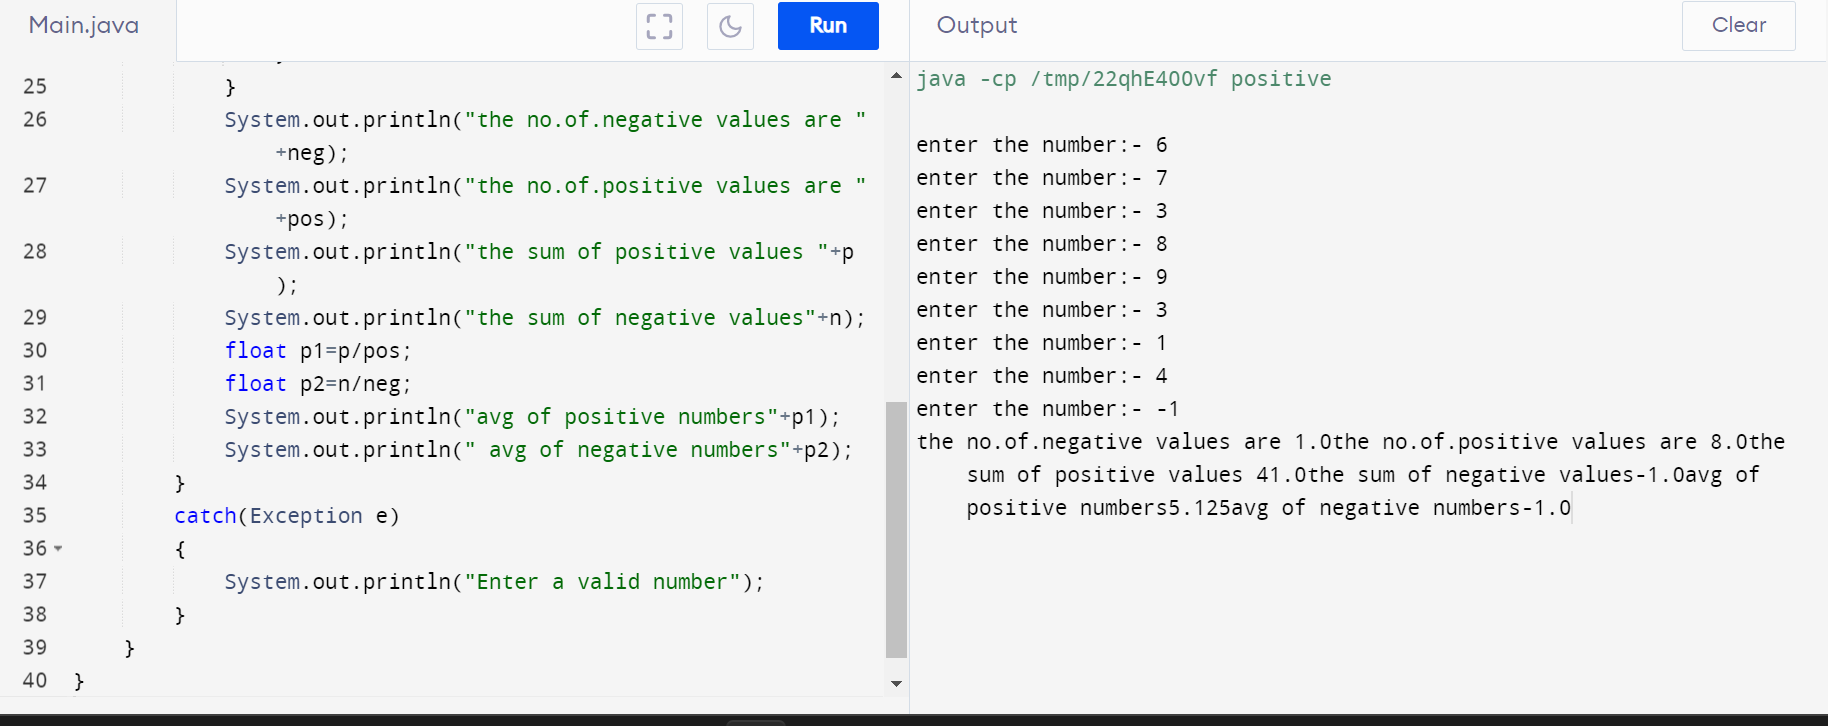 Main.java
Run
Output
Clear
25 }
26 System.out.println("the no.of.negative values are "
+neg);
27 System.out.println("the no.of.positive values are "
+pos);
28 System.out.println("the sum of positive values "+p
);
29 System.out.println("the sum of negative values"+n);
30 float p1=p/pos;
31 float p2=n/neg;
32 System.out.println("avg of positive numbers"+p1);
33 System.out.println(" avg of negative numbers"+p2);
34 }
35 catch(Exception e)
36 {
37 System.out.println("Enter a valid number");
38 }
39 }
40 }
java -cp /tmp/22qhE4OOvf positive
enter the number:- 6
enter the number:- 7
enter the number:- 3
enter the number:- 8
enter the number:- 9
enter the number:- 3
enter the number:- 1
enter the number:- 4
enter the number:- -1
the no.of.negative values are 1.0the no.of.positive values are 8.0the
sum of positive values 41.0the sum of negative values-1.0avg of
positive numbers5.125avg of negative numbers-1.0